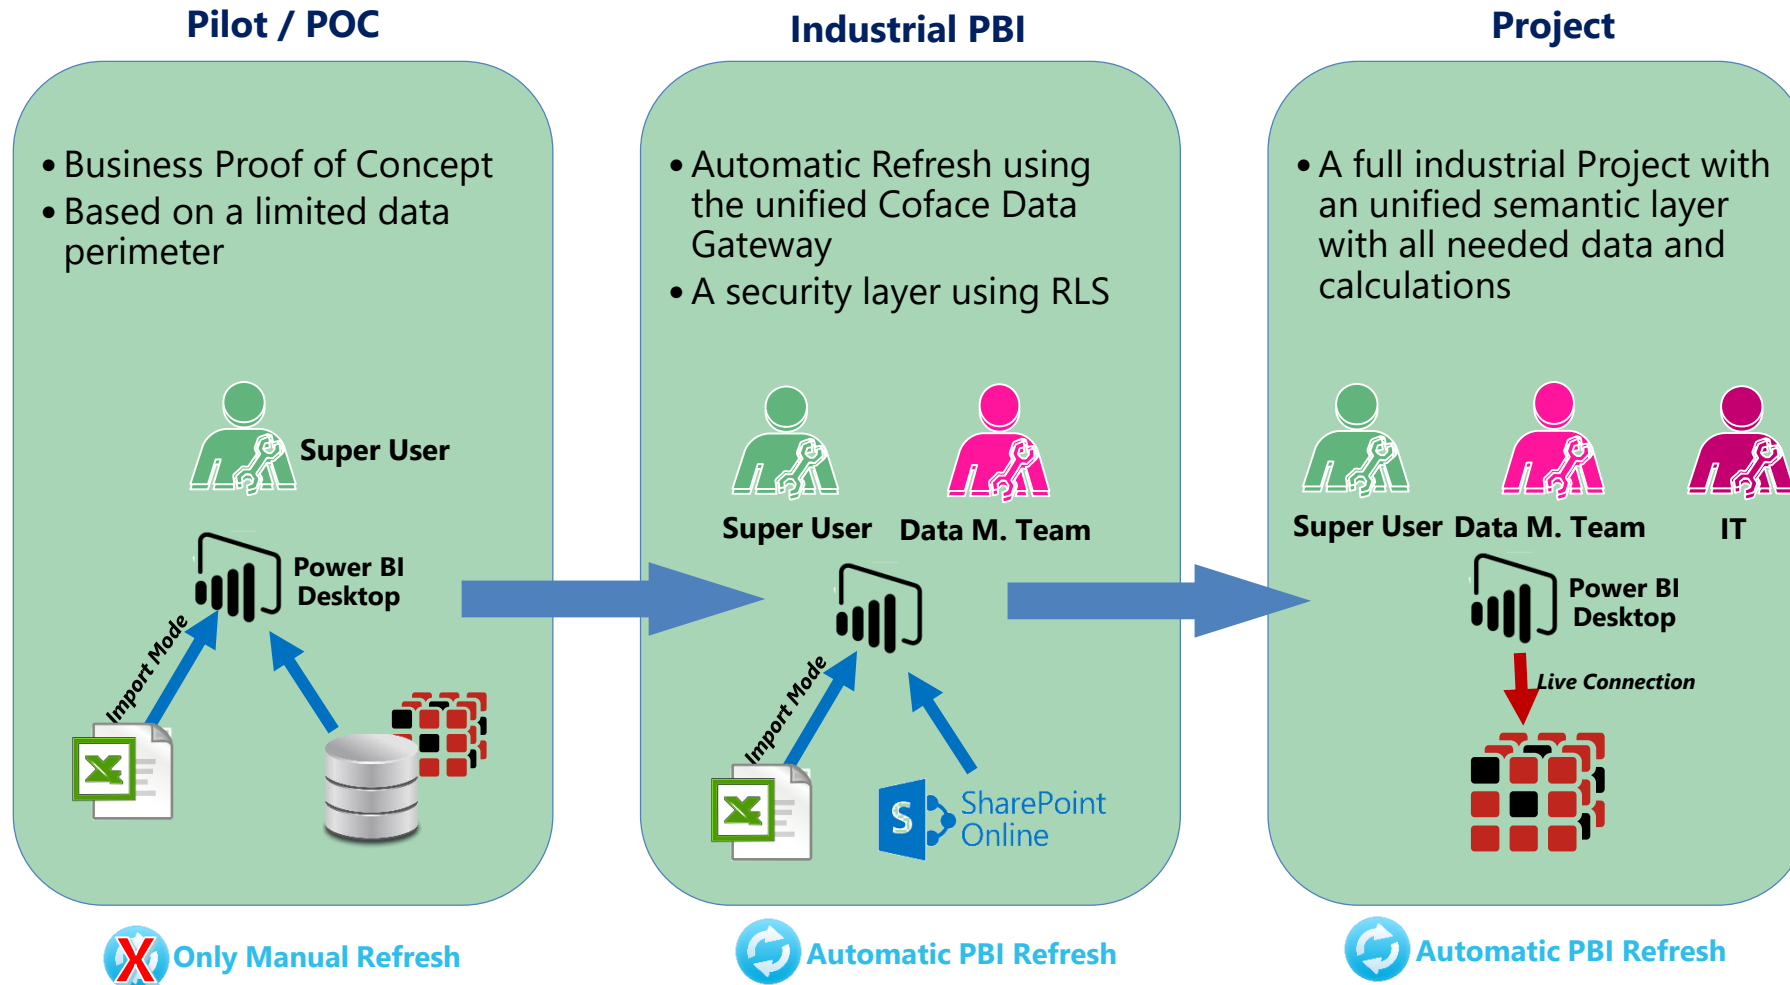 Pilot / POC
• Business Proof of Concept
• Based on a limited data
perimeter
Super User
Power BI
Desktop
Import Mode
X
Only Manual Refresh
Industrial PBI
• Automatic Refresh using
the unified Coface Data
Gateway
• A security layer using RLS
Super User
Data M. Team
Import Mode
X
S
SharePoint
Online
Automatic PBI Refresh
Project
• A full industrial Project with
an unified semantic layer
with all needed data and
calculations
Super User
Data M. Team
IT
Power BI
Desktop
Live Connection
Automatic PBI Refresh